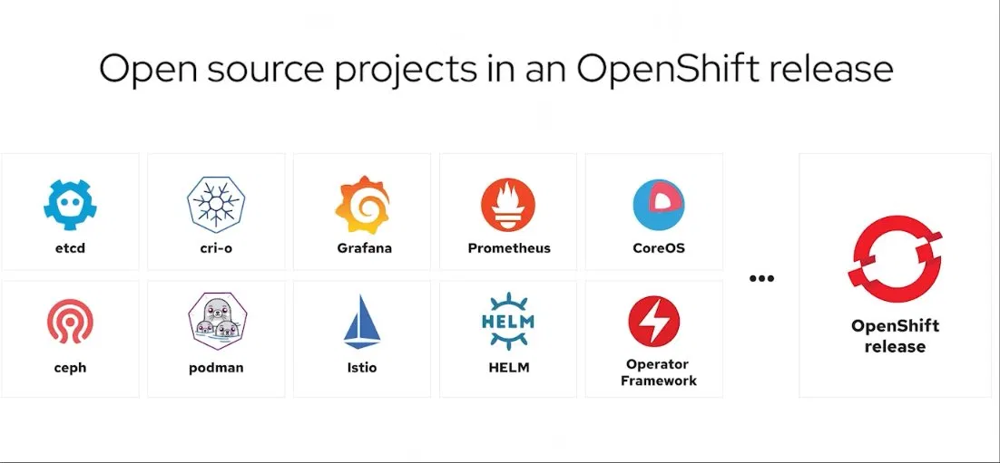 Open source projects in an OpenShift release
etcd
cri-o
Grafana
Prometheus
CoreOS
ceph
podman
Istio
HELM
HELM
Operator
Framework
•••
OpenShift
release